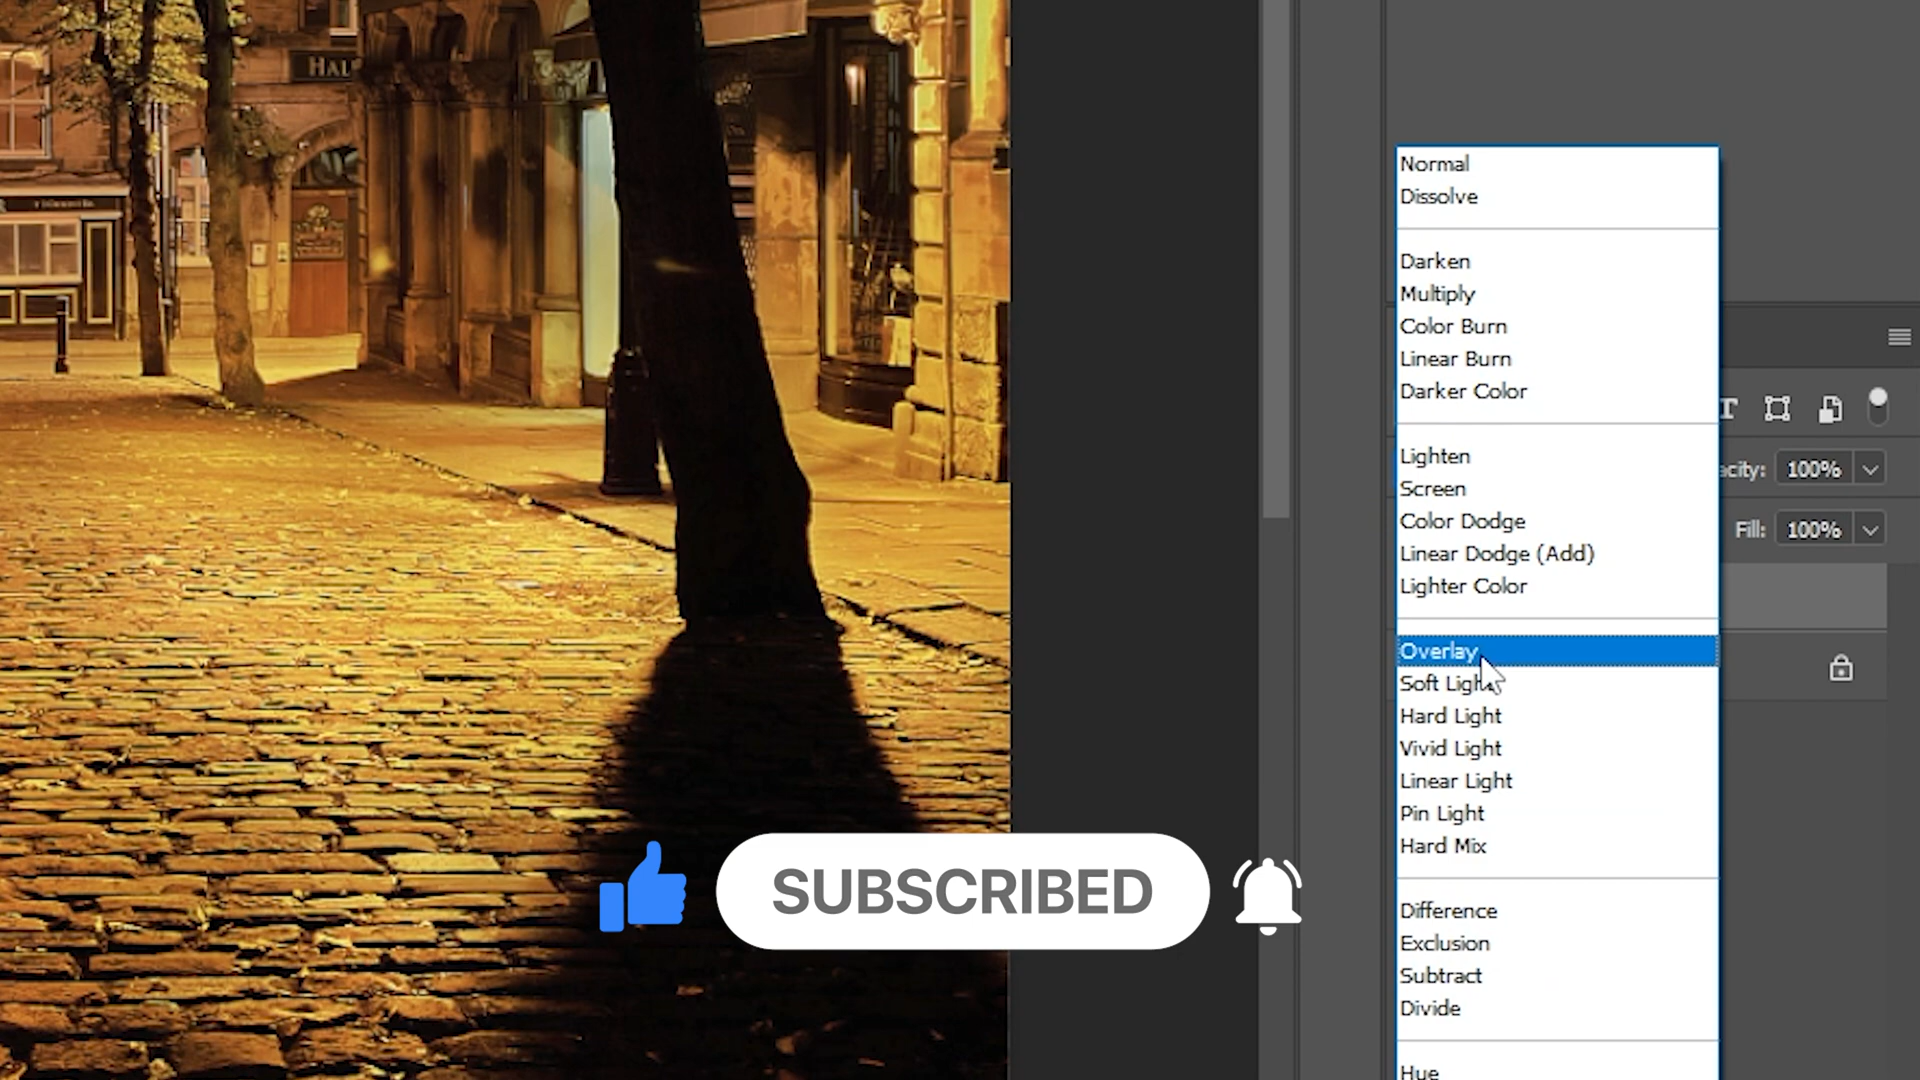 HAL
Normal
Dissolve
Darken
Multiply
Color Burn
Linear Burn
Darker Color
Lighten
Screen
Color Dodge
Linear Dodge (Add)
Lighter Color
Overlay
Soft Light
Hard Light
Vivid Light
Linear Light
Pin Light
Hard Mix
Difference
Exclusion
Subtract
Divide
Hue
T
acity: 100%
Fill: 100%
SUBSCRIBED